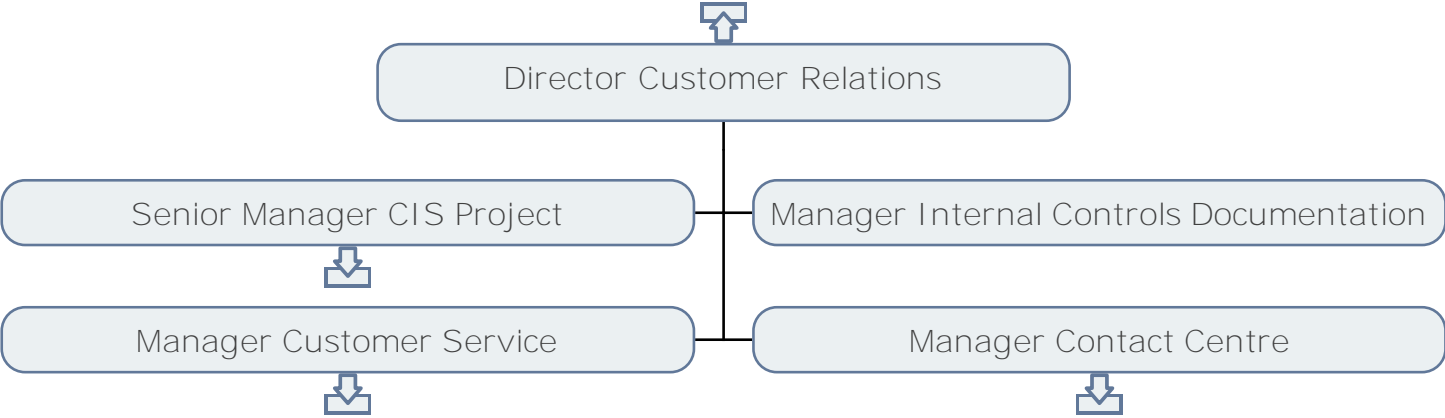 Director Customer Relations
Senior Manager CIS Project
Manager Internal Controls Documentation
Manager Customer Service
Manager Contact Centre